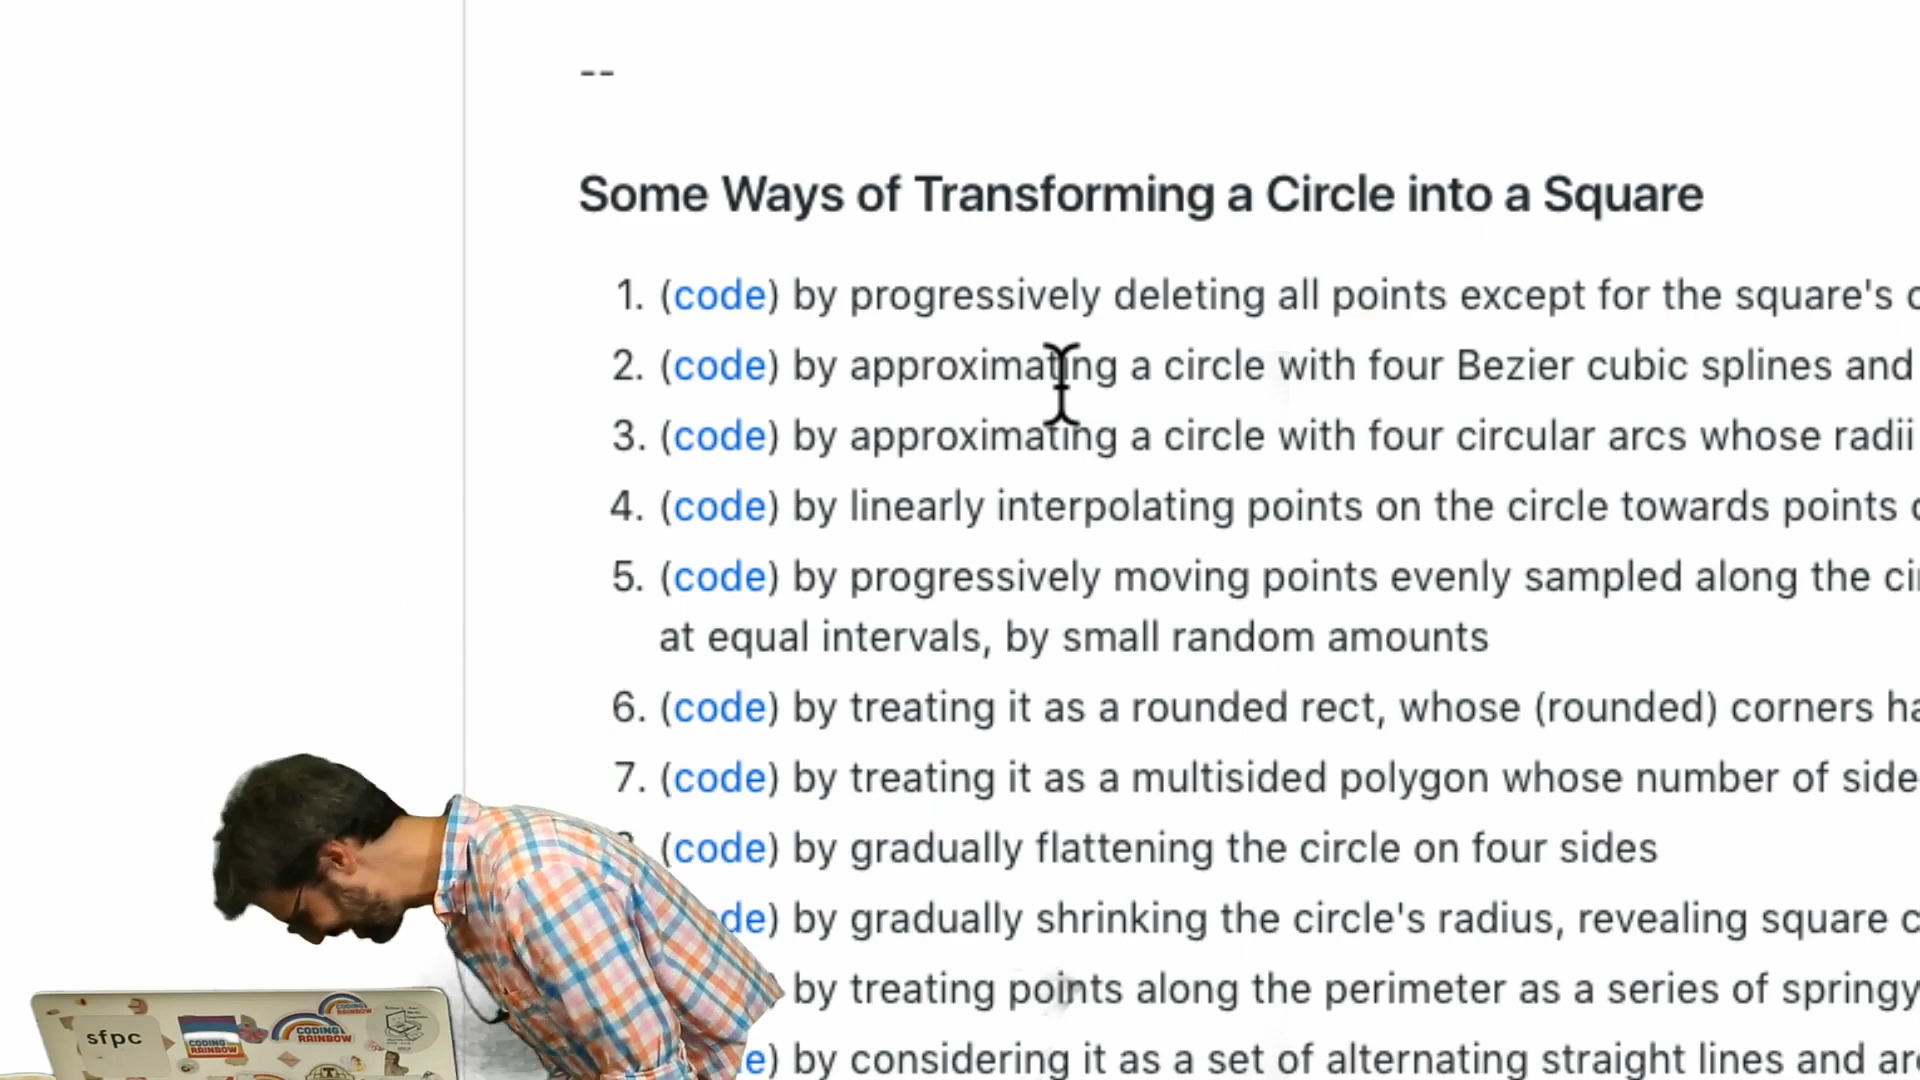 --
Some Ways of Transforming a Circle into a Square
1. (code) by progressively deleting all points except for the square's
2. (code) by approximating a circle with four Bezier cubic splines and
3. (code) by approximating a circle with four circular arcs whose radii
4. (code) by linearly interpolating points on the circle towards points
5. (code) by progressively moving points evenly sampled along the
at equal intervals, by small random amounts
6. (code) by treating it as a rounded rect, whose (rounded) corners
7. (code) by treating it as a multisided polygon whose number of
(code) by gradually flattening the circle on four sides
de) by gradually shrinking the circle's radius, revealing square
by treating points along the perimeter as a series of springy
e) by considering it as a set of alternating straight lines and
sfpc
CODING
RAINBOW
CODING
RAINBOW
CODING
RAINBOW